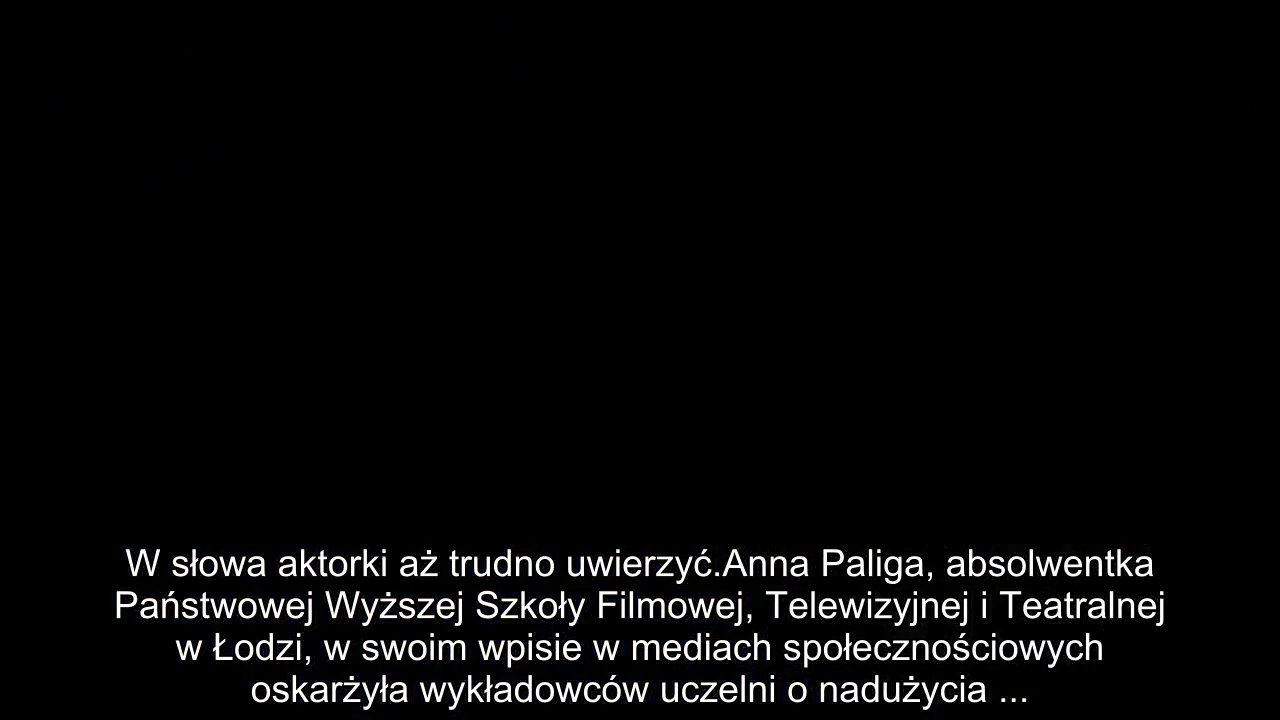 W słowa aktorki aż trudno uwierzyć.Anna Paliga, absolwentka
Państwowej Wyższej Szkoły Filmowej, Telewizyjnej i Teatralnej
w Łodzi, w swoim wpisie w mediach społecznościowych
oskarżyła wykładowców uczelni o nadużycia ...